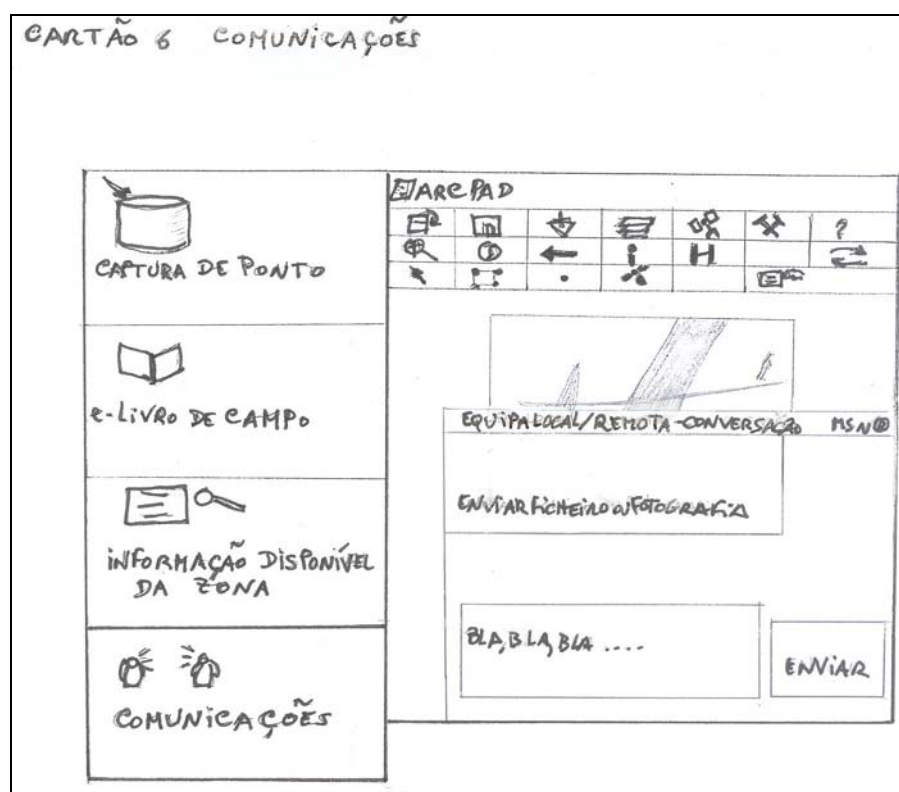 CARTÃO 6 COMUNICAÇÕES
CAPTURA DE PONTO
e-LIVRO DE CAMPO
INFORMAÇÃO DISPONÍVEL
DA ZONA
COMUNICAÇÕES
ARCPAD
?
i H
EQUIPA LOCAL/REMOTA-CONVERSAÇÃO MSN
ENVIAR FICHEIRO OU FOTOGRAFIA
BLA, BLA, BLA ....
ENVIAR